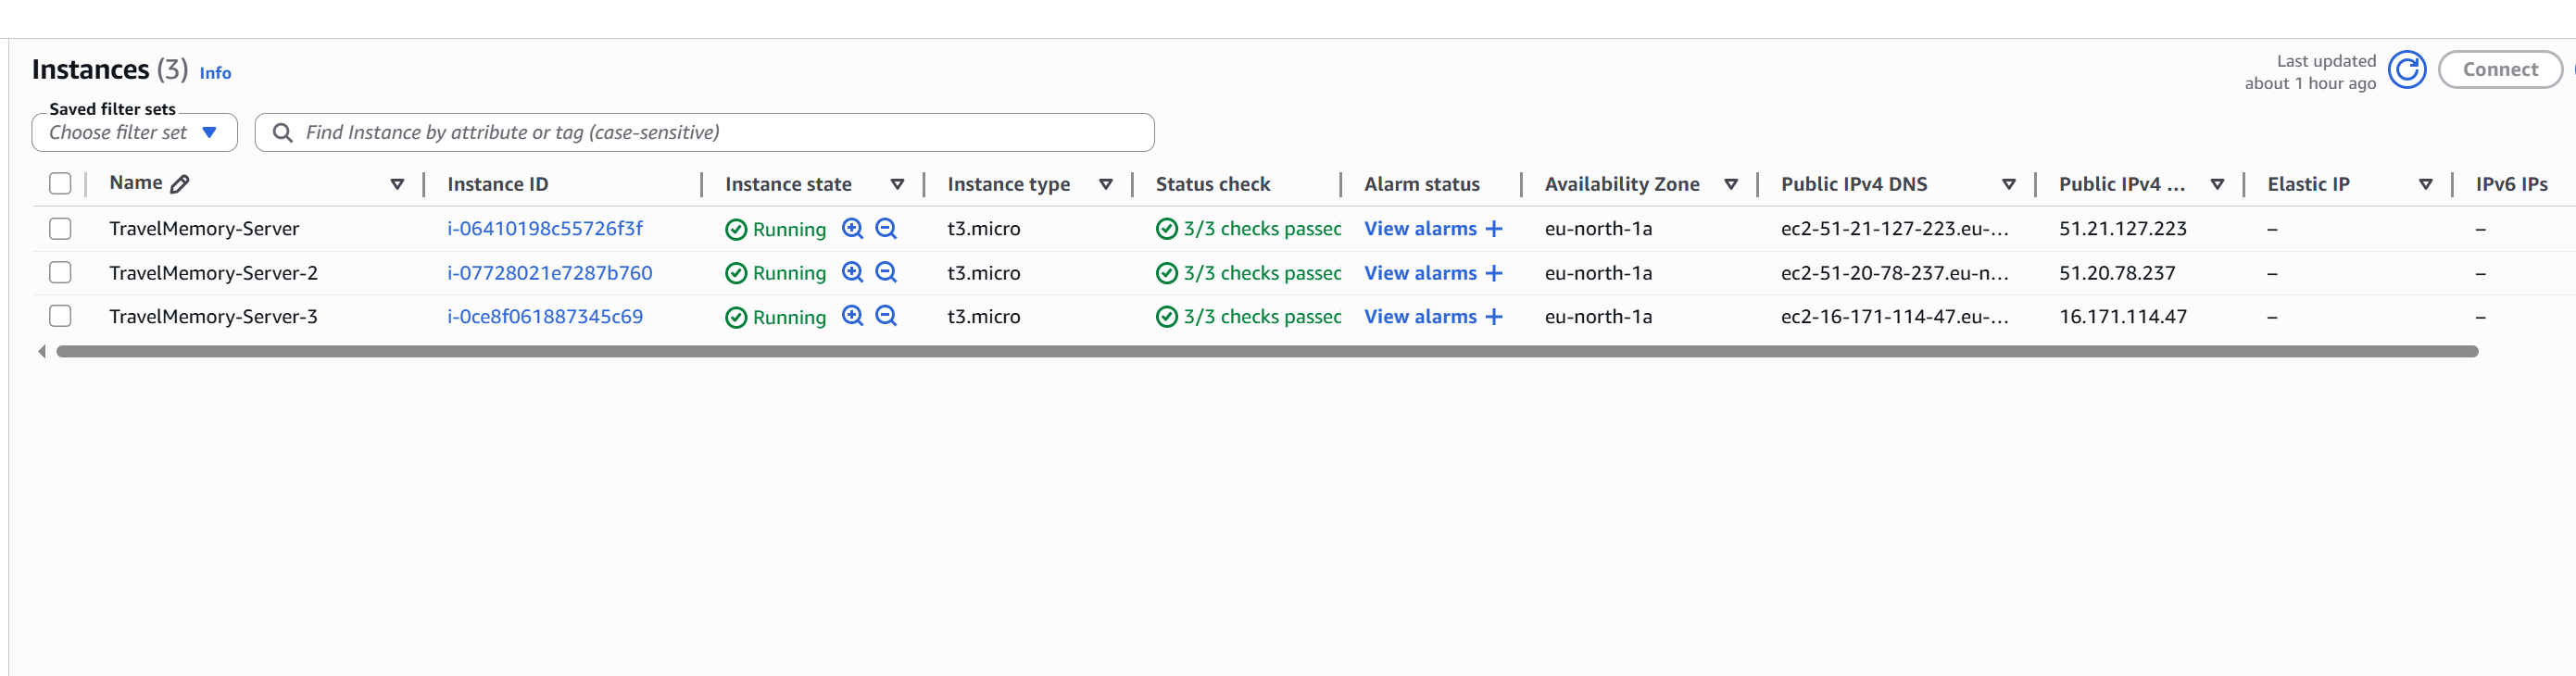 Instances (3) Info
Last updated
about 1 hour ago
Connect
Saved filter sets
Choose filter set
Find Instance by attribute or tag (case-sensitive)
Name Instance ID Instance state Instance type Status check Alarm status Availability Zone Public IPv4 DNS Public IPv4 ... Elastic IP IPv6 IPs
TravelMemory-Server i-06410198c55726f3f Running t3.micro 3/3 checks passed View alarms + eu-north-1a ec2-51-21-127-223.eu-... 51.21.127.223 – –
TravelMemory-Server-2 i-07728021e7287b760 Running t3.micro 3/3 checks passed View alarms + eu-north-1a ec2-51-20-78-237.eu-n... 51.20.78.237 – –
TravelMemory-Server-3 i-0ce8f061887345c69 Running t3.micro 3/3 checks passed View alarms + eu-north-1a ec2-16-171-114-47.eu-... 16.171.114.47 – –